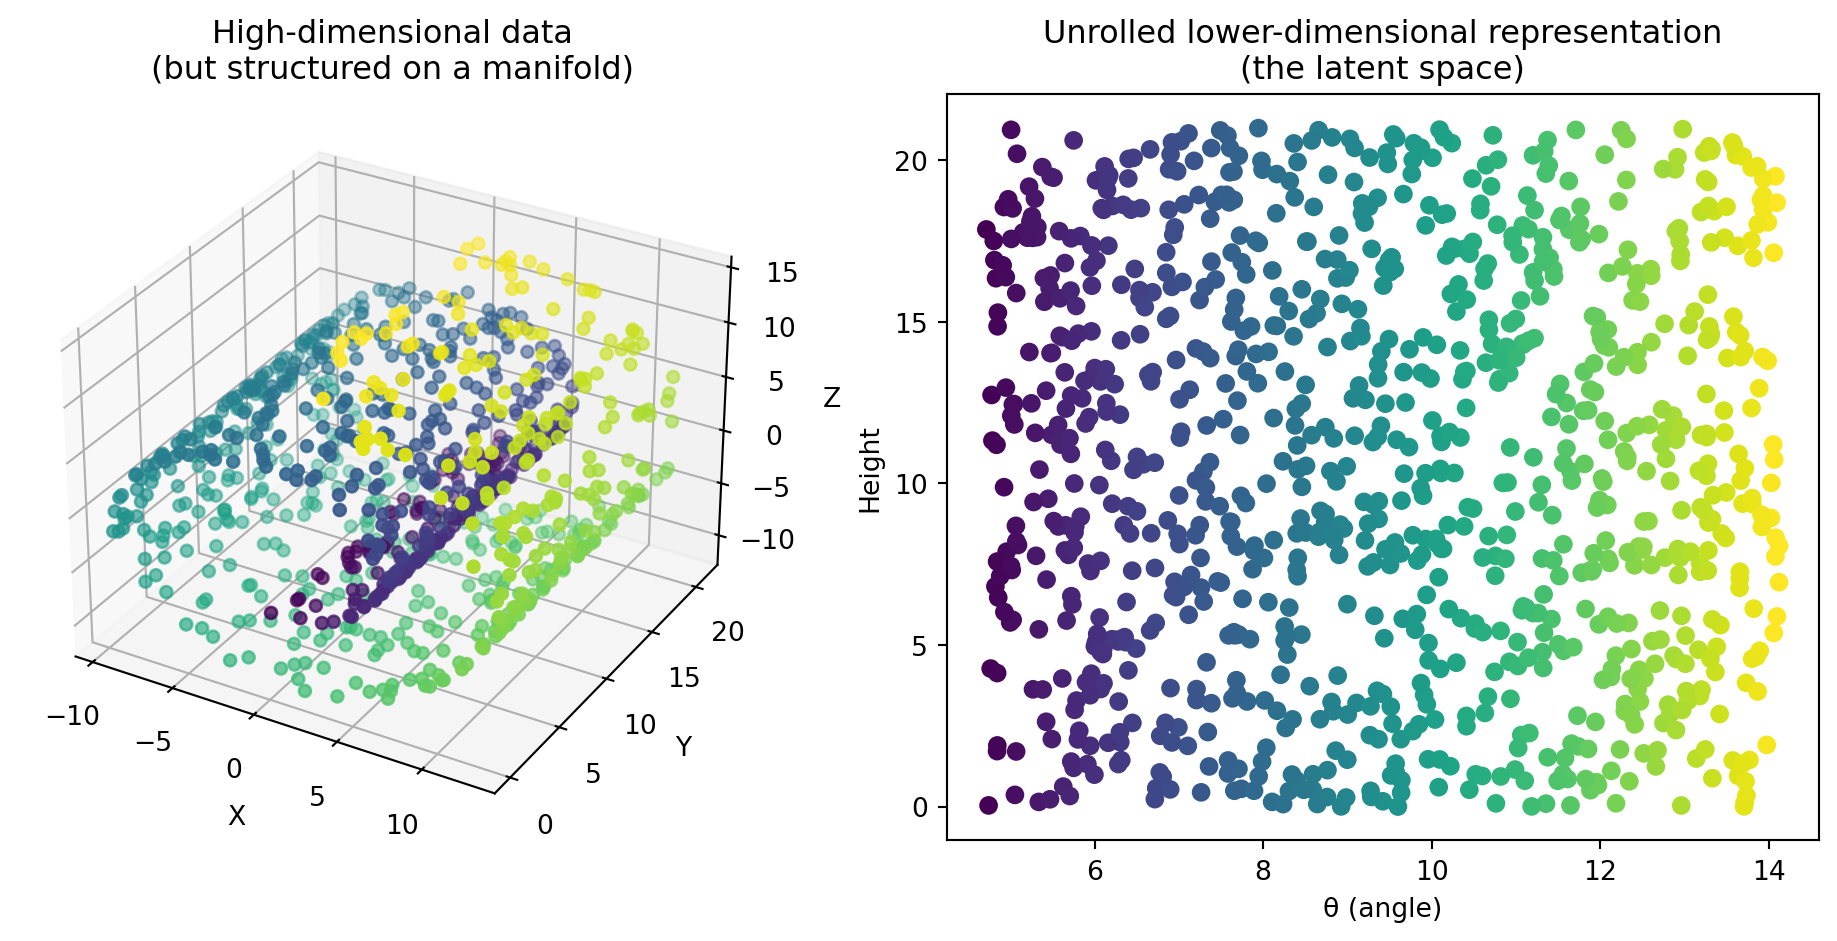 High-dimensional data
(but structured on a manifold)
15
10
5
0
−5
−10
Z
20
15
10
5
0
Y
−10
−5
0
5
10
X
Unrolled lower-dimensional representation
(the latent space)
20
15
10
5
0
Height
6
8
10
12
14
θ (angle)